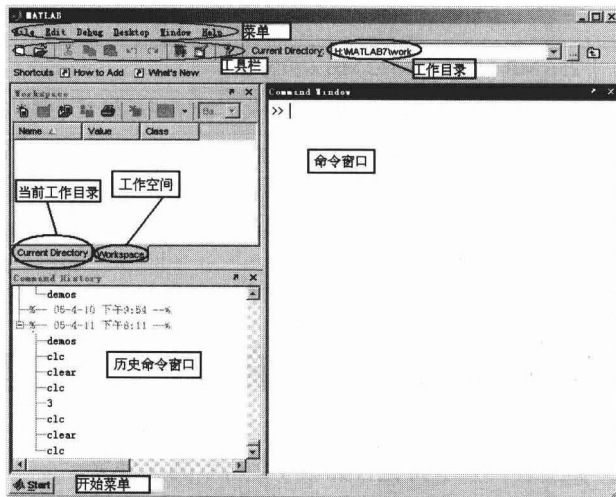 MATLAB
File Edit Debug Desktop Window Help 菜单
Current Directory: H:\MATLAB7\work
工具栏
工作目录
Shortcuts How to Add What's New
Workspace
Ba
Name Value Class
当前工作目录
工作空间
Current Directory Workspace
Command Window
>>
命令窗口
Command History
demos
%-- 05-4-10 下午9:54 --%
%-- 05-4-11 下午8:11 --%
demos
clc
clear
clc
3
clc
clear
clc
历史命令窗口
Start 开始菜单